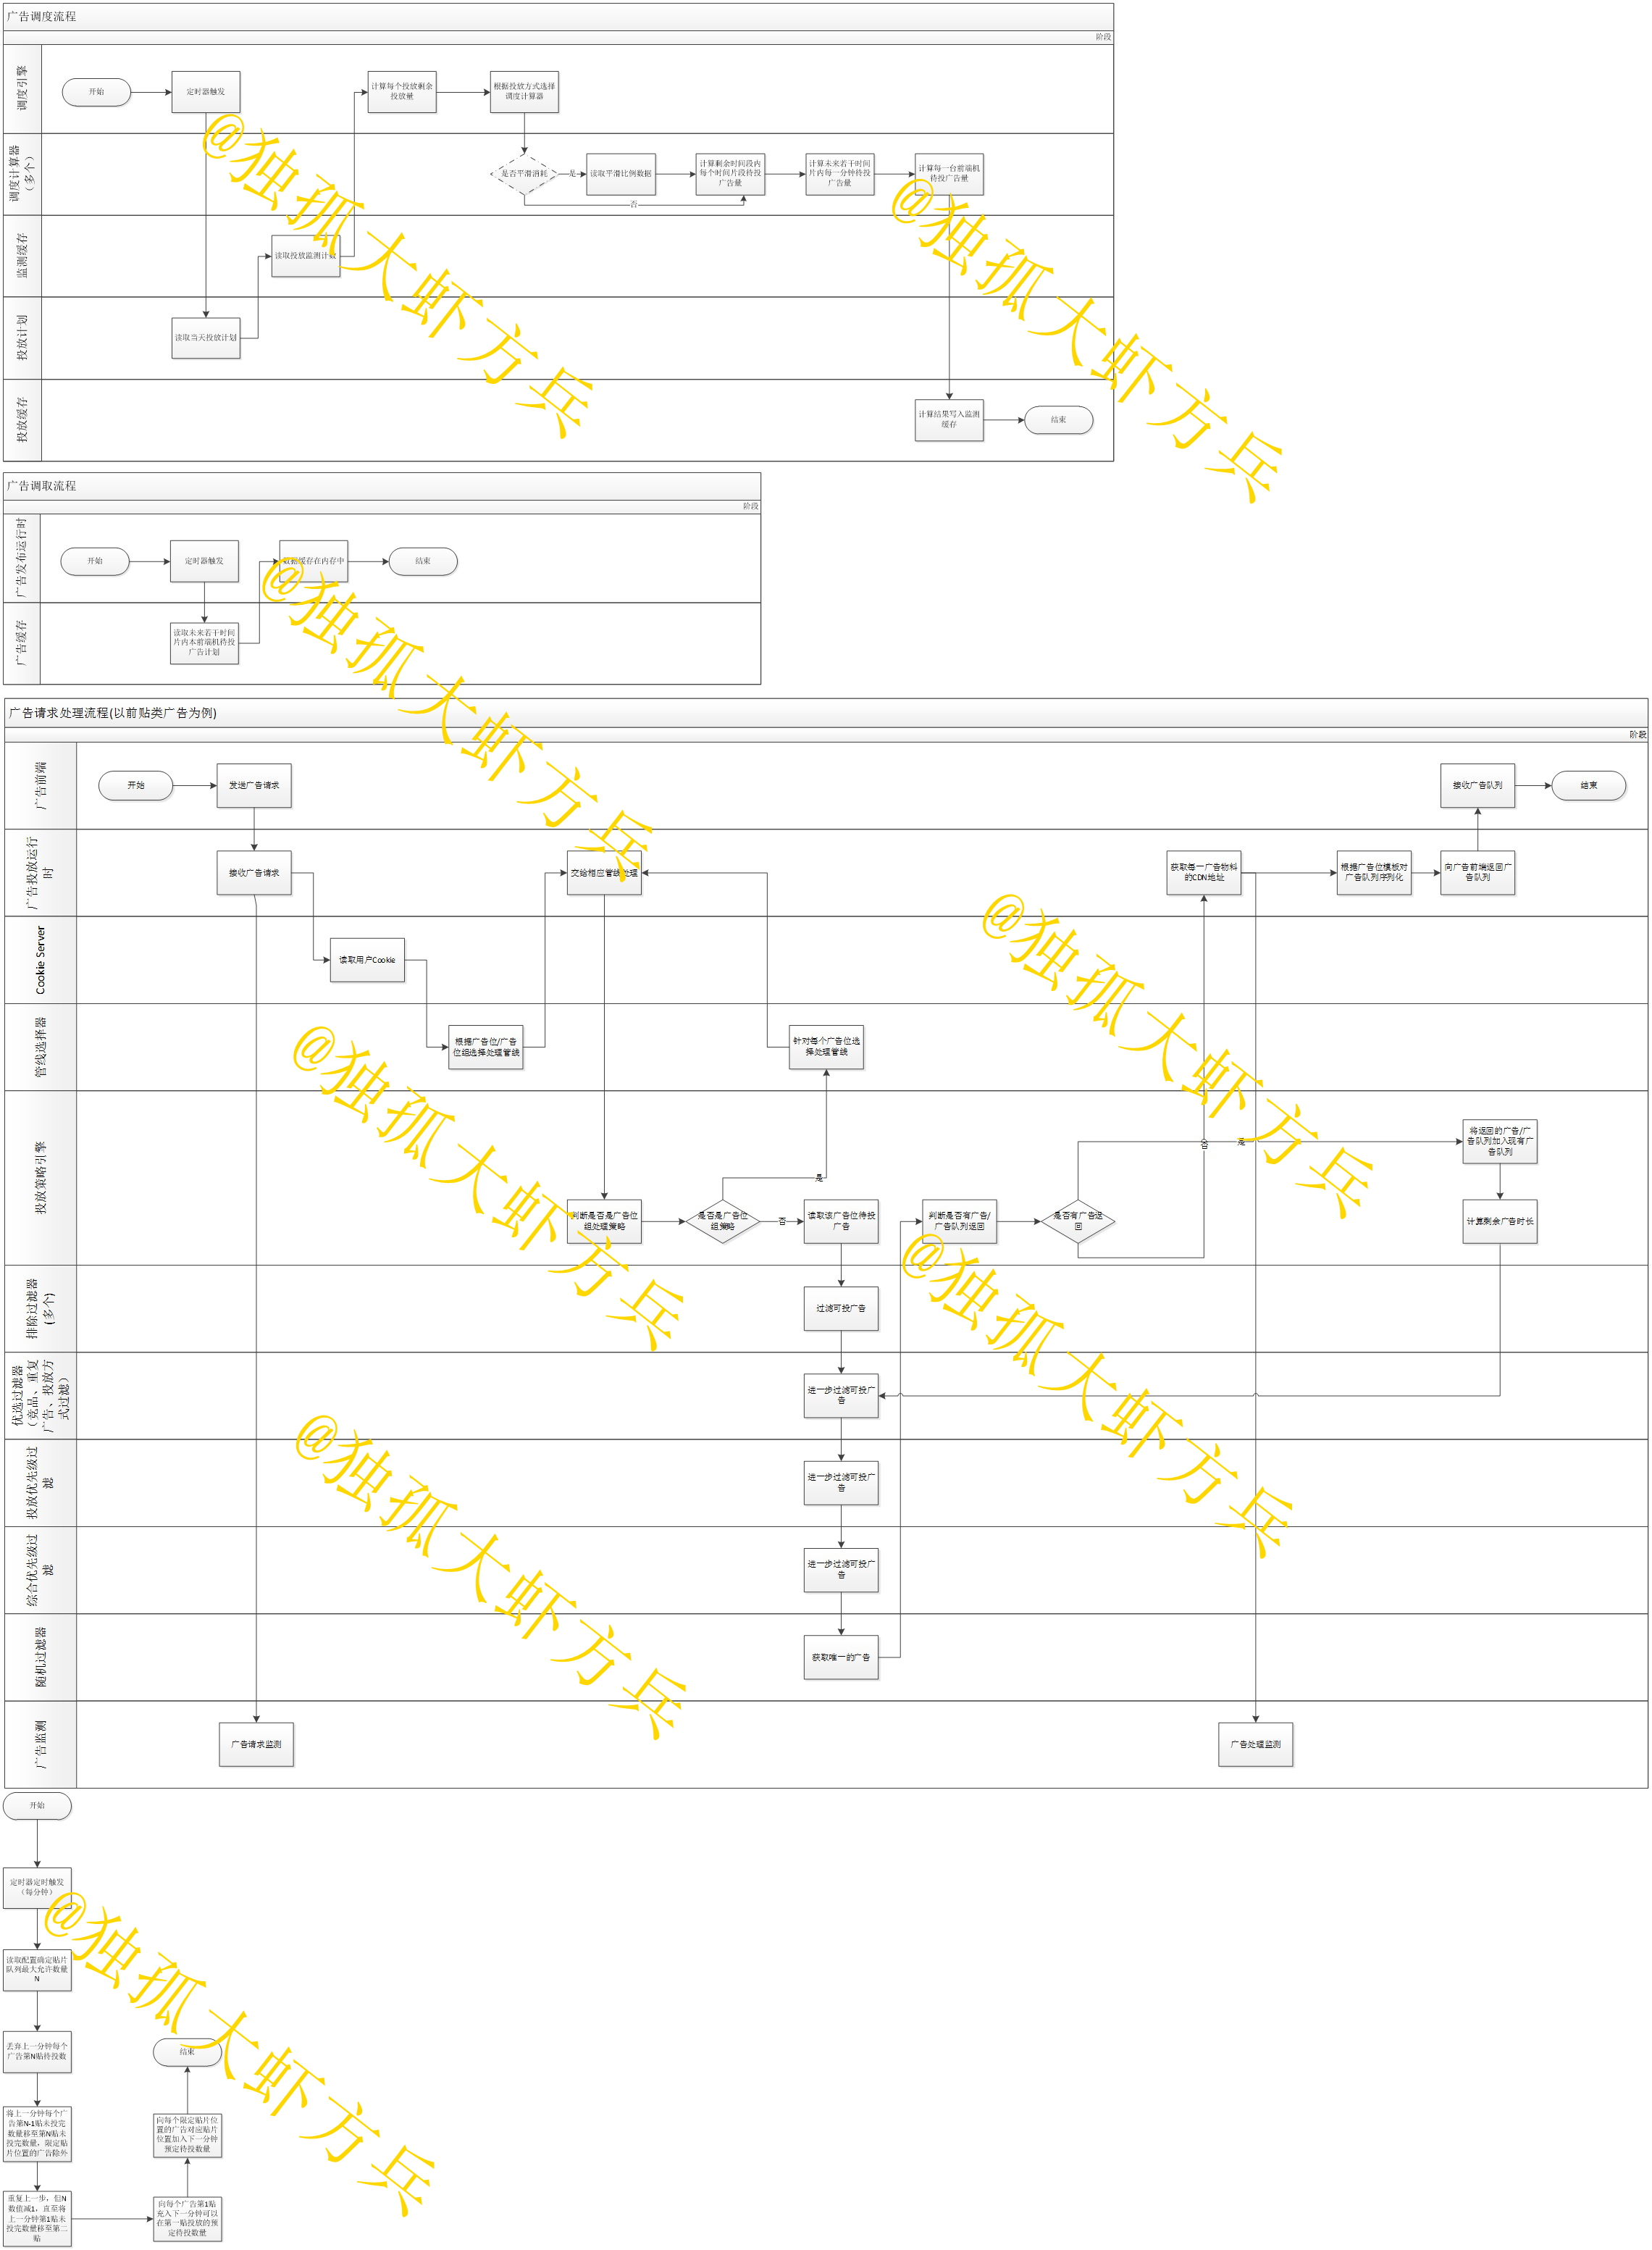 广告调度流程
阶段
调度引擎
开始
定时器触发
计算每个投放剩余
投放量
根据投放方式选择
调度计算器
调度计算器
（多个）
是否平滑消耗
是
读取平滑比例数据
计算剩余时间段内
每个时间片段待投
广告量
计算未来若干时间
片内每一分钟待投
广告量
计算每一台前端机
待投广告量
否
监测缓存
读取投放监测计数
投放计划
读取当天投放计划
投放缓存
计算结果写入监测
缓存
结束
@独孤大虾方兵
@独孤大虾方兵
广告调取流程
阶段
广告发布运行时
开始
定时器触发
数据缓存在内存中
结束
广告缓存
读取未来若干时间
片内本前端机待投
广告计划
@独孤大虾方兵
广告请求处理流程(以前贴类广告为例)
阶段
广告前端
开始
发送广告请求
接收广告队列
结束
广告投放运行
时
接收广告请求
交给相应管线处理
获取每一广告物料
的CDN地址
根据广告位模板对
广告队列序列化
向广告前端返回广
告队列
Cookie Server
读取用户Cookie
管线选择器
根据广告位/广告
位组选择处理管线
针对每个广告位选
择处理管线
投放策略引擎
判断是否是广告位
组处理策略
是否是广告位
组策略
是
否
读取该广告位待投
广告
判断是否有广告/
广告队列返回
是否有广告返
回
否
是
将返回的广告/广
告队列加入现有广
告队列
计算剩余广告时长
排除过滤器
(多个)
过滤可投广告
优选过滤器
（竞品、重复
广告、投放方
式过滤）
进一步过滤可投广
告
投放优先级过
滤
进一步过滤可投广
告
综合优先级过
滤
进一步过滤可投广
告
随机过滤器
获取唯一的广告
广告监测
广告请求监测
广告处理监测
@独孤大虾方兵
@独孤大虾方兵
@独孤大虾方兵
@独孤大虾方兵
开始
定时器定时触发
（每分钟）
读取配置确定贴片
队列最大允许数量
N
丢弃上一分钟每个
广告第N贴待投数
将上一分钟每个广
告第N-1贴未投完
数量移至第N贴未
投完数量，限定贴
片位置的广告除外
重复上一步，但N
数值减1，直至将
上一分钟第1贴未
投完数量移至第二
贴
向每个广告第1贴
充入下一分钟可以
在第一贴投放的预
定待投数量
向每个限定贴片位
置的广告对应贴片
位置加入下一分钟
预定待投数量
结束
@独孤大虾方兵